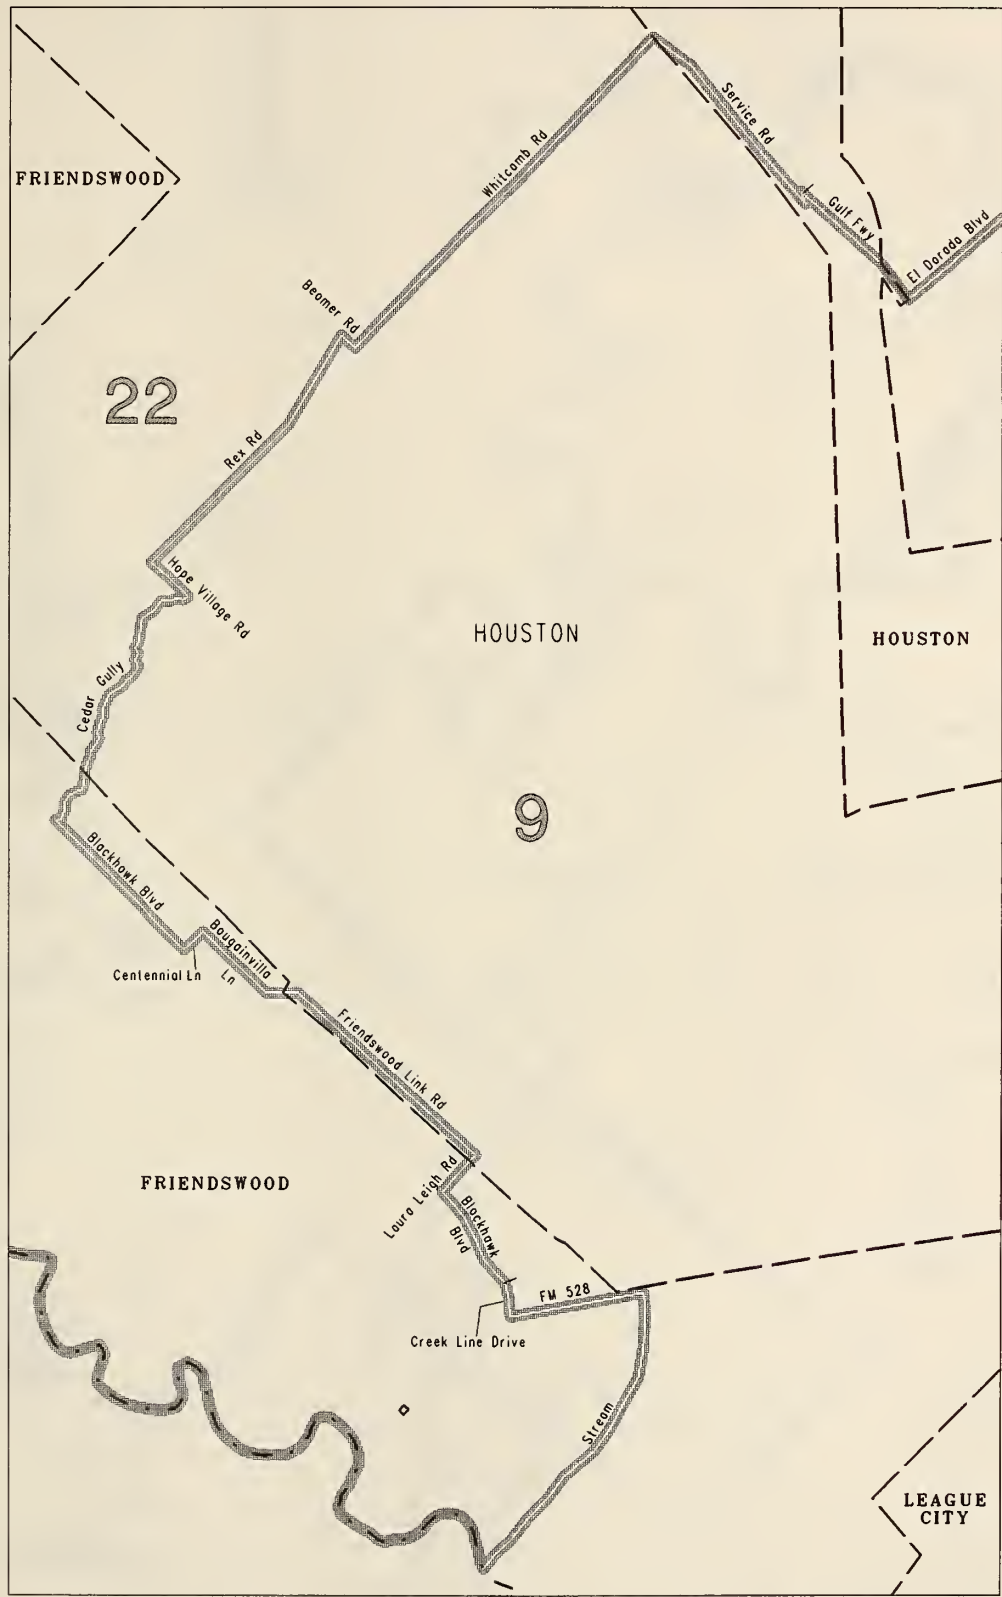 FRIENDSWOOD
Service Rd
Whitcomb Rd
Gulf Fwy
El Dorado Blvd
Beamer Rd
22
Rex Rd
Hope Village Rd
HOUSTON
HOUSTON
Cedar Gully
9
Blackhawk Blvd
Bougainvilla Ln
Centennial Ln
Friendswood Link Rd
FRIENDSWOOD
Laura Leigh Rd
Blackhawk
Blvd
FM 528
Creek Line Drive
Stream
LEAGUE
CITY